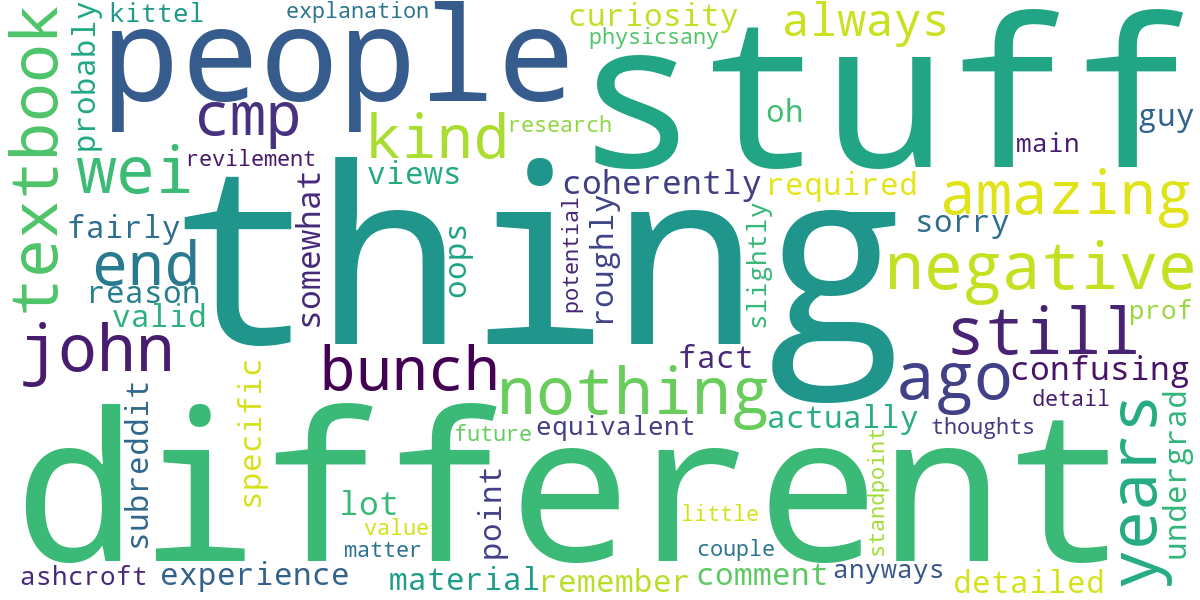 kittel
explanation
curiosity
always
people
stuff
physicsany
textbook
probably
cmp
kind
research
oh
guy
main
wei
revilement
views
coherently
required
amazing
somewhat
potential
roughly
slightly
sorry
fairly
thing
oops
end
negative
reason
valid
prof
john
still
bunch
fact
ago
confusing
nothing
detail
years
undergrad
subreddit
specific
different
actually
future
equivalent
thoughts
standpoint
point
lot
value
little
matter
couple
ashcroft
experience
material
remember
comment
anyways
detailed